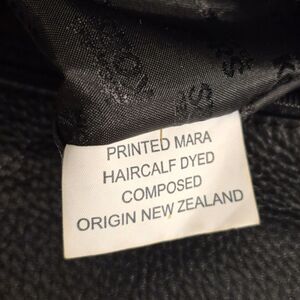 PRINTED MARA
HAIRCALF DYED
COMPOSED
ORIGIN NEW ZEALAND